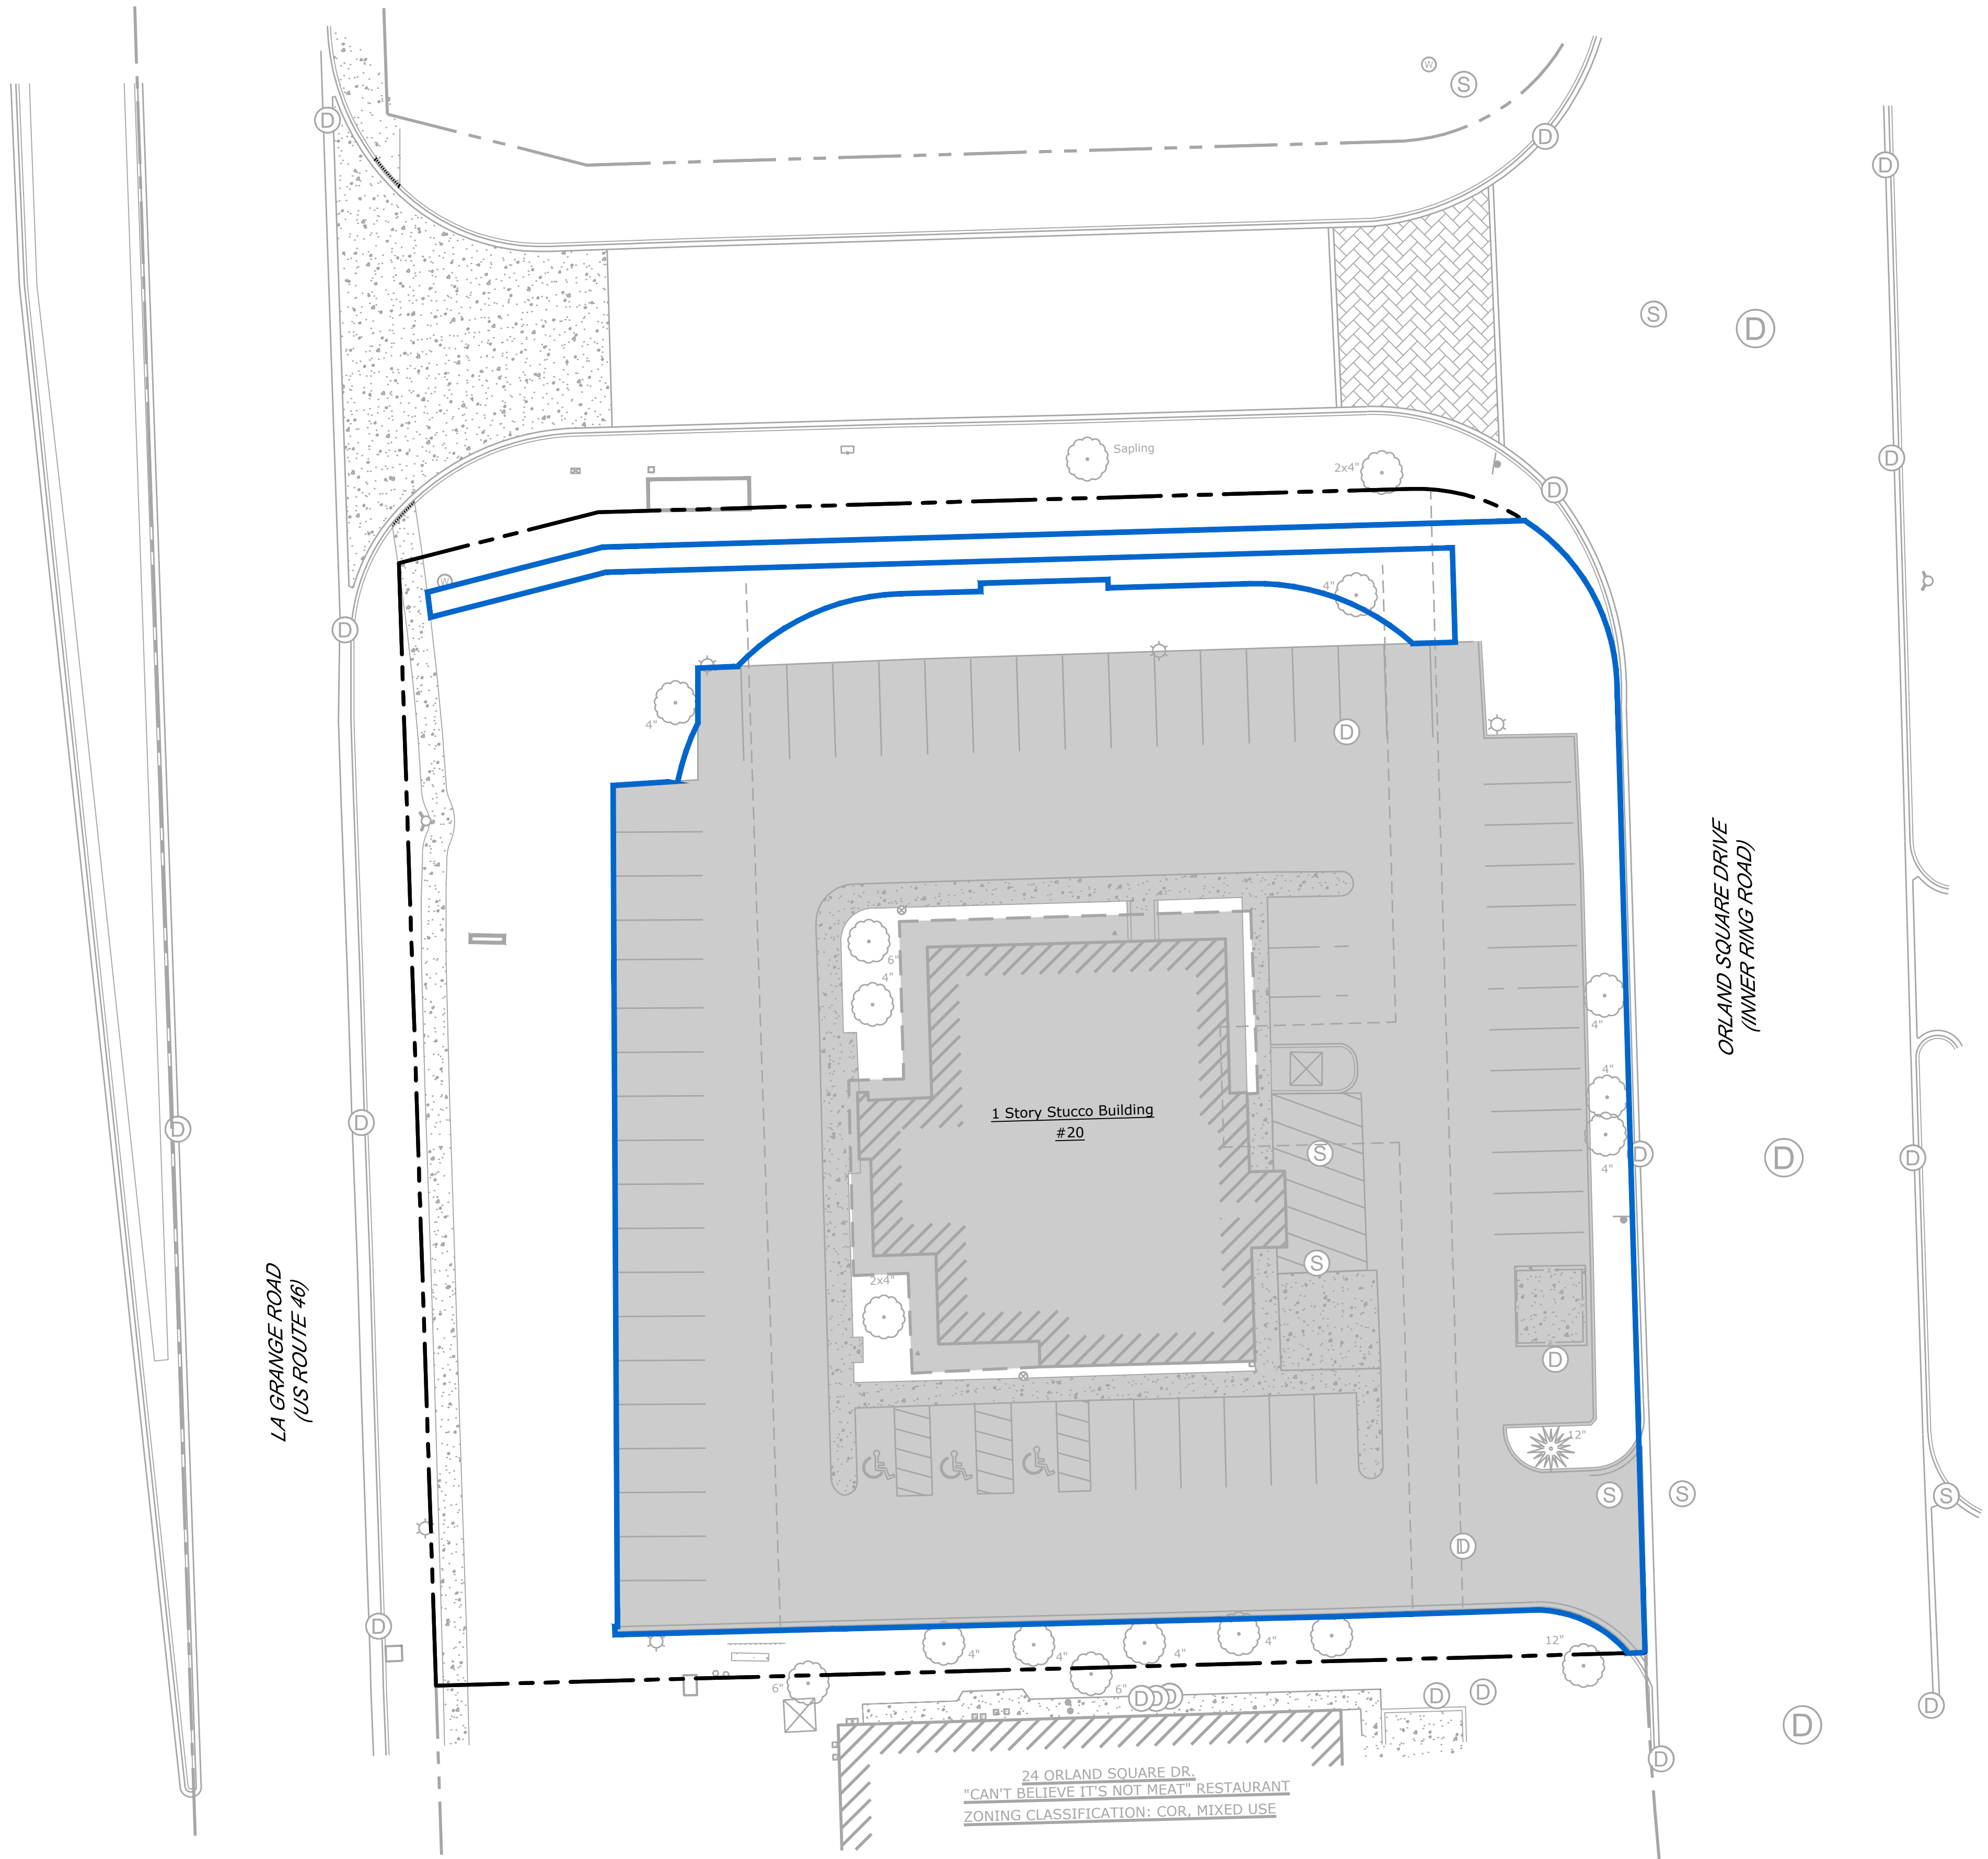 W
S
D
D
D
S
D
D
Sapling
2x4"
D
D
W
4"
D
4"
D
6"
4"
ORLAND SQUARE DRIVE
(INNER RING ROAD)
4"
4"
1 Story Stucco Building
#20
D
D
S
D
D
D
4"
S
LA GRANGE ROAD
(US ROUTE 46)
2x4"
D
12"
S
S
S
D
D
4"
4"
4"
4"
12"
6"
6"
D
D
D
D
D
D
D
D
24 ORLAND SQUARE DR.
"CAN'T BELIEVE IT'S NOT MEAT" RESTAURANT
ZONING CLASSIFICATION: COR, MIXED USE